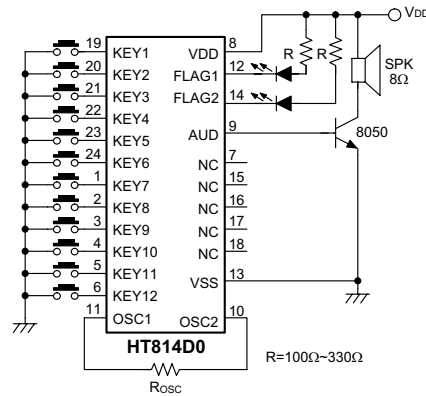 VDD
19 KEY1
20 KEY2
21 KEY3
22 KEY4
23 KEY5
24 KEY6
1 KEY7
2 KEY8
3 KEY9
4 KEY10
5 KEY11
6 KEY12
11 OSC1
VDD 8
FLAG1 12
FLAG2 14
AUD 9
NC 7
NC 15
NC 16
NC 17
NC 18
VSS 13
OSC2 10
R R
SPK
8Ω
8050
HT814D0
ROSC
R=100Ω~330Ω